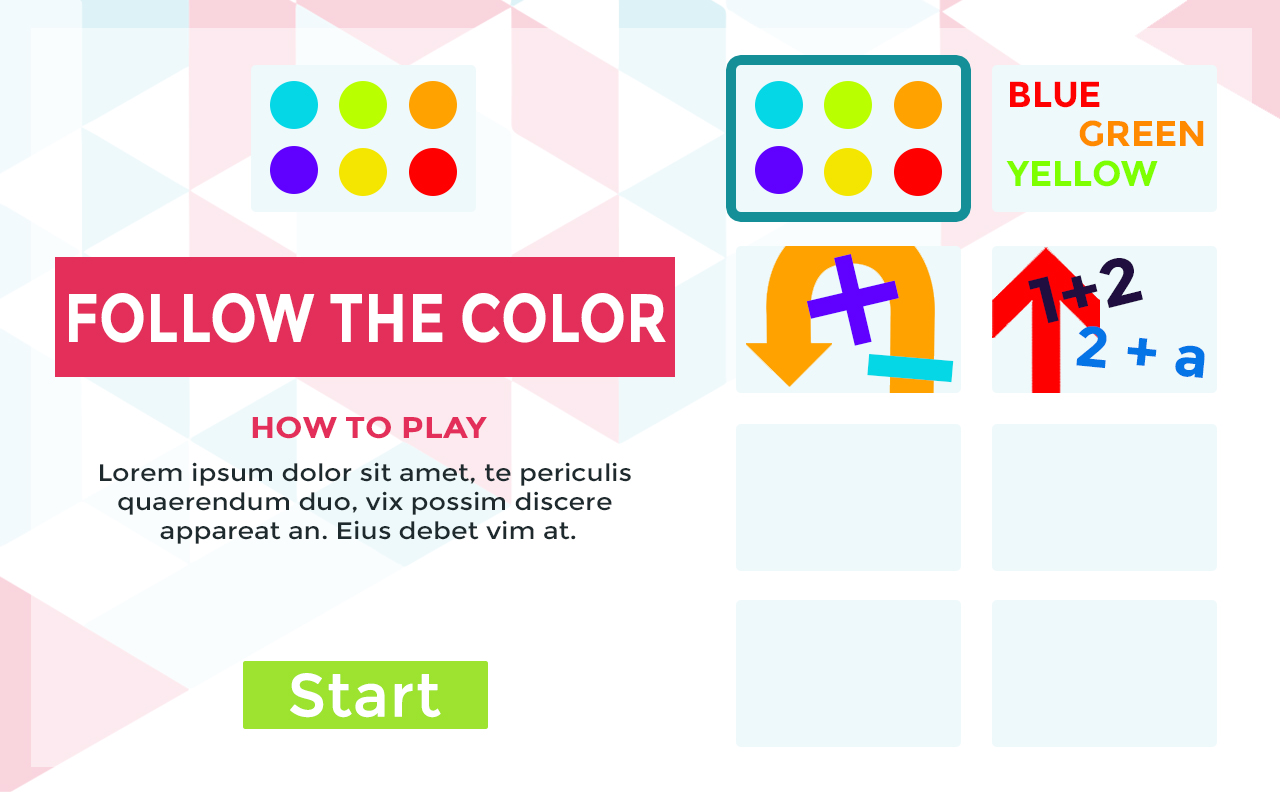 FOLLOW THE COLOR
HOW TO PLAY
Lorem ipsum dolor sit amet, te periculis
quaerendum duo, vix possim discere
appareat an. Eius debet vim at.
Start
BLUE
GREEN
YELLOW
1+2
2 + a